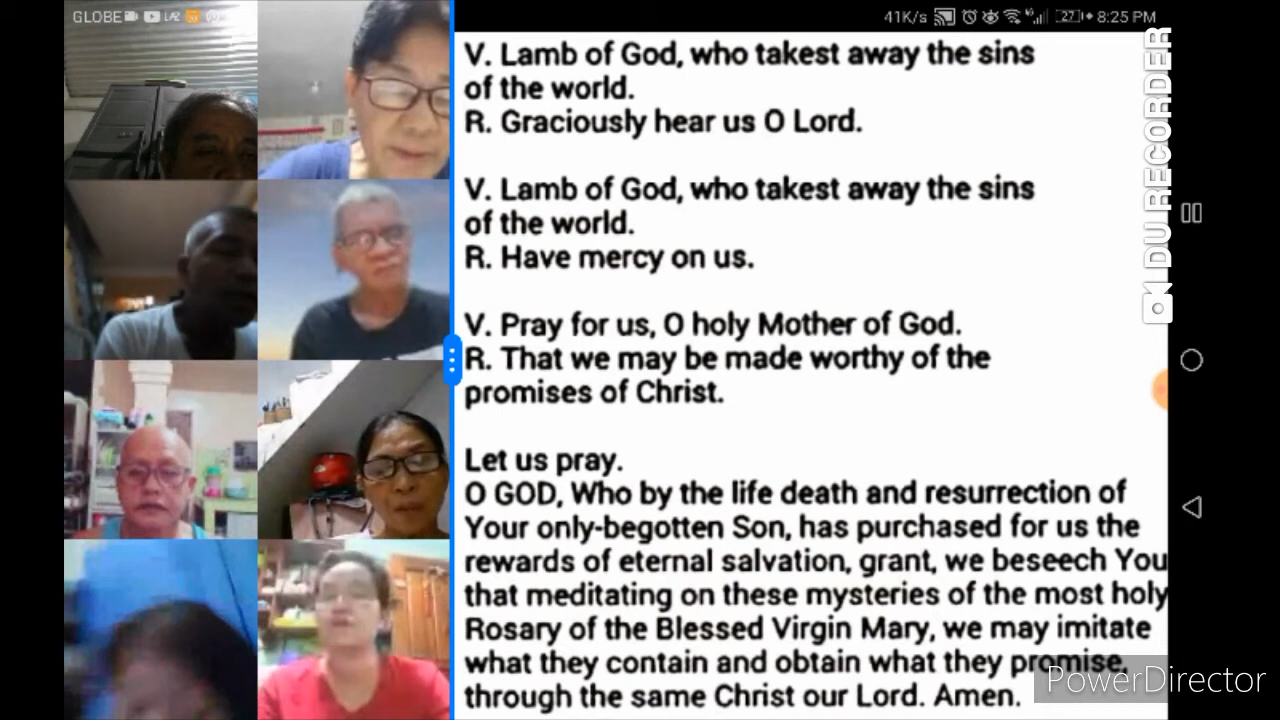 GLOBE
41K/s
27
8:25 PM
V. Lamb of God, who takest away the sins
of the world.
R. Graciously hear us O Lord.
V. Lamb of God, who takest away the sins
of the world.
R. Have mercy on us.
V. Pray for us, O holy Mother of God.
R. That we may be made worthy of the
promises of Christ.
Let us pray.
O GOD, Who by the life death and resurrection of
Your only-begotten Son, has purchased for us the
rewards of eternal salvation, grant, we beseech You
that meditating on these mysteries of the most holy
Rosary of the Blessed Virgin Mary, we may imitate
what they contain and obtain what they promise,
through the same Christ our Lord. Amen.
DU RECORDER
PowerDirector